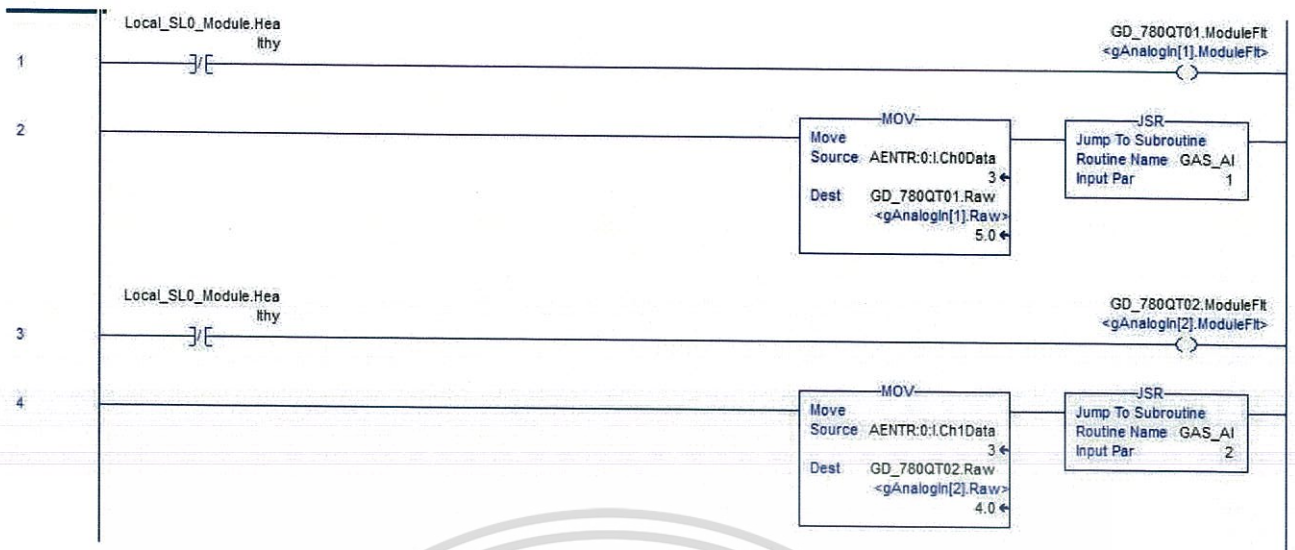 Local_SL0_Module.Hea
lthy
GD_780QT01.ModuleFlt
<gAnalogIn[1].ModuleFlt>
1
2
MOV
Move
Source AENTR:0:I.Ch0Data
3
Dest GD_780QT01.Raw
<gAnalogIn[1].Raw>
5.0
JSR
Jump To Subroutine
Routine Name GAS_AI
Input Par 1
Local_SL0_Module.Hea
lthy
GD_780QT02.ModuleFlt
<gAnalogIn[2].ModuleFlt>
3
4
MOV
Move
Source AENTR:0:I.Ch1Data
3
Dest GD_780QT02.Raw
<gAnalogIn[2].Raw>
4.0
JSR
Jump To Subroutine
Routine Name GAS_AI
Input Par 2